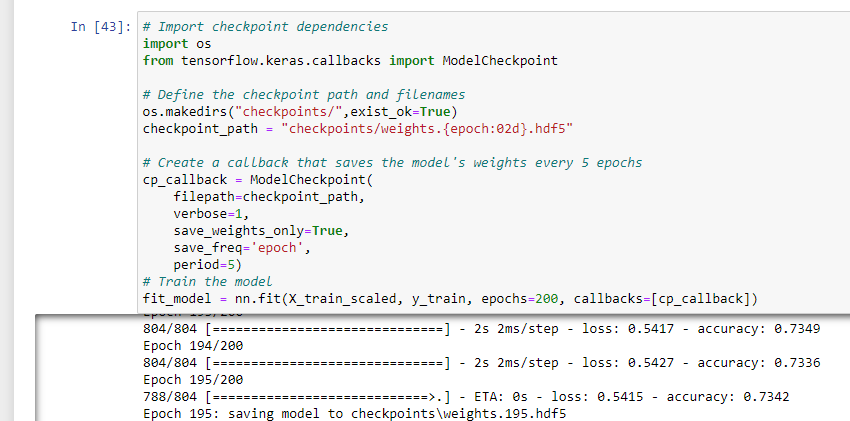 In [43]: # Import checkpoint dependencies
import os
from tensorflow.keras.callbacks import ModelCheckpoint
# Define the checkpoint path and filenames
os.makedirs("checkpoints/",exist_ok=True)
checkpoint_path = "checkpoints/weights.{epoch:02d}.hdf5"
# Create a callback that saves the model's weights every 5 epochs
cp_callback = ModelCheckpoint(
    filepath=checkpoint_path,
    verbose=1,
    save_weights_only=True,
    save_freq='epoch',
    period=5)
# Train the model
fit_model = nn.fit(X_train_scaled, y_train, epochs=200, callbacks=[cp_callback])
Epoch 193/200
804/804 [==============================] - 2s 2ms/step - loss: 0.5417 - accuracy: 0.7349
Epoch 194/200
804/804 [==============================] - 2s 2ms/step - loss: 0.5427 - accuracy: 0.7336
Epoch 195/200
788/804 [============================>.] - ETA: 0s - loss: 0.5415 - accuracy: 0.7342
Epoch 195: saving model to checkpoints\weights.195.hdf5